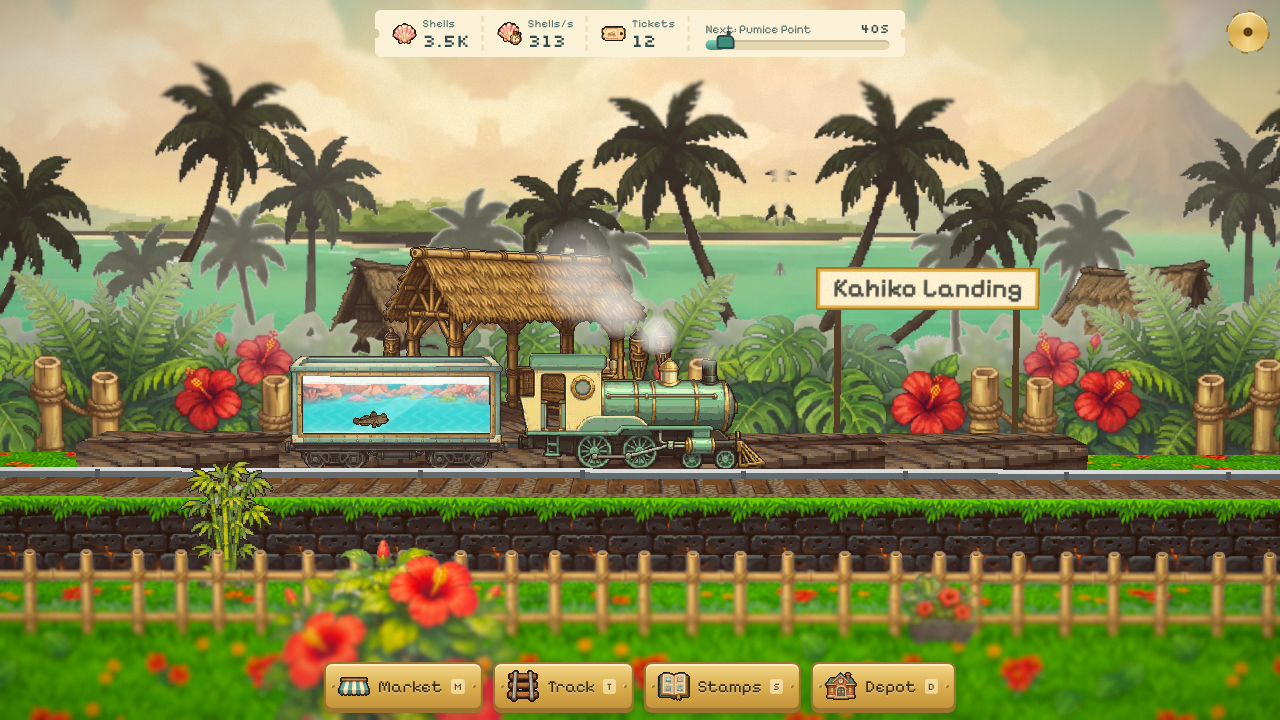 Shells
3.5K
Shells/s
313
Tickets
12
Next: Pumice Point
40S
Kahiko Landing
Market M
Track T
Stamps S
Depot D